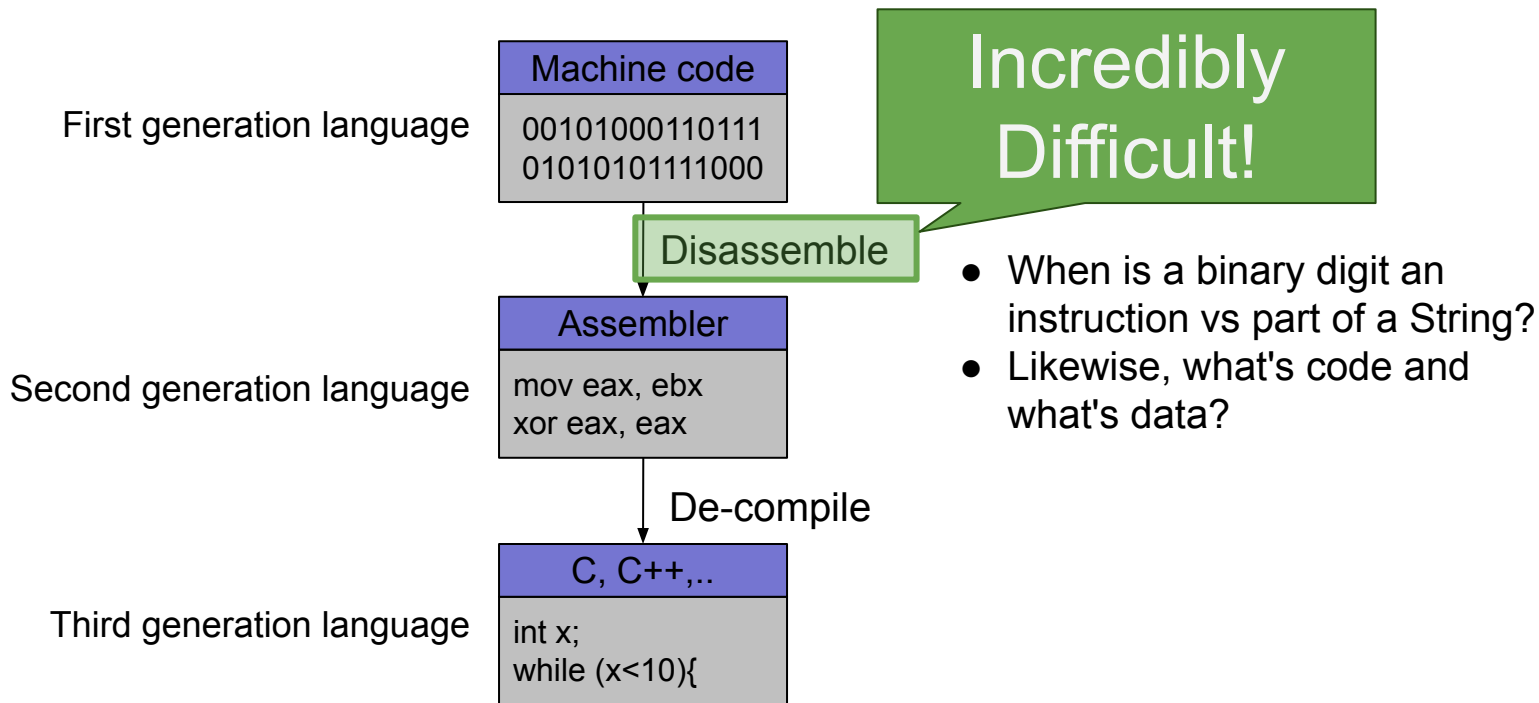 Machine code
First generation language
00101000110111
01010101111000
Incredibly
Difficult!
Disassemble
● When is a binary digit an
instruction vs part of a String?
● Likewise, what's code and
what's data?
Assembler
Second generation language
mov eax, ebx
xor eax, eax
De-compile
C, C++,..
Third generation language
int x;
while (x<10){